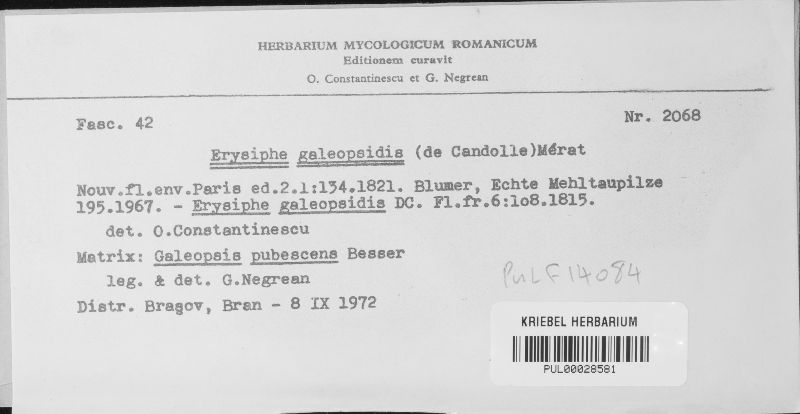 HERBARIUM MYCOLOGICUM ROMANICUM
Editionem curavit
O. Constantinescu et G. Negrean
Fasc. 42
Nr. 2068
Erysiphe galeopsidis (de Candolle)Mérat
Nouv.fl.env.Paris ed.2.1:134.1821. Blumer, Echte Mehltaupilze
195.1967. - Erysiphe galeopsidis DC. Fl.fr.6:108.1815.
det. O.Constantinescu
Matrix: Galeopsis pubescens Besser
leg. & det. G.Negrean
Distr. Braşov, Bran - 8 IX 1972
PuLF14084
KRIEBEL HERBARIUM
PUL00028581